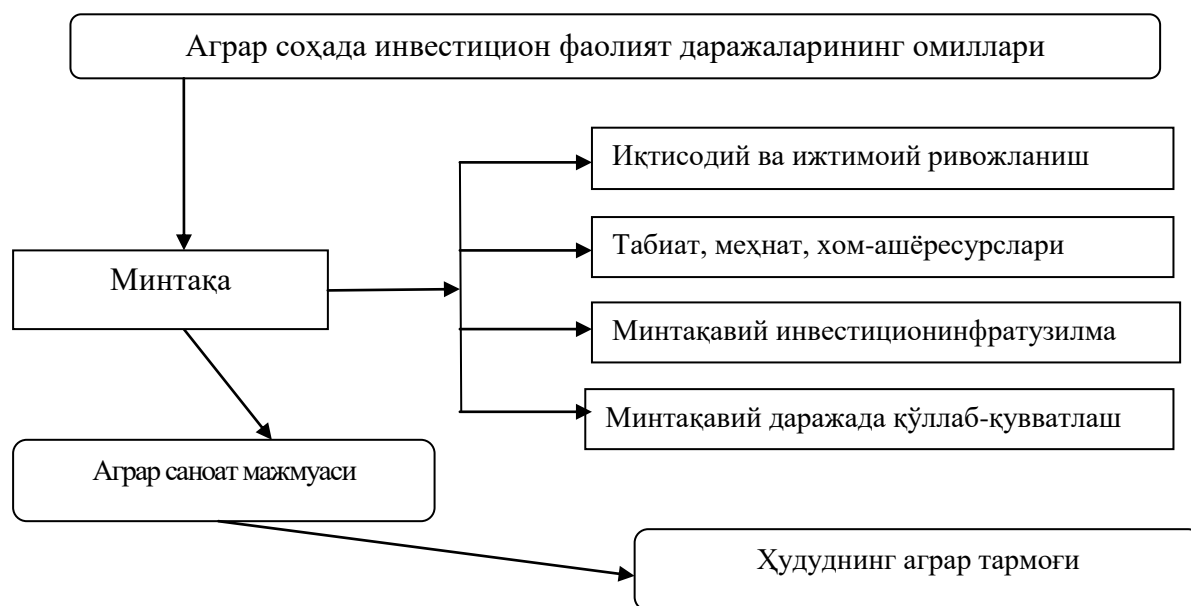 Аграр соҳада инвестицион фаолият даражаларининг омиллари
Иқтисодий ва ижтимоий ривожланиш
Табиат, меҳнат, хом-ашёресурслари
Минтақа
Минтақавий инвестиционинфратузилма
Минтақавий даражада қўллаб-қувватлаш
Аграр саноат мажмуаси
Ҳудуднинг аграр тармоғи